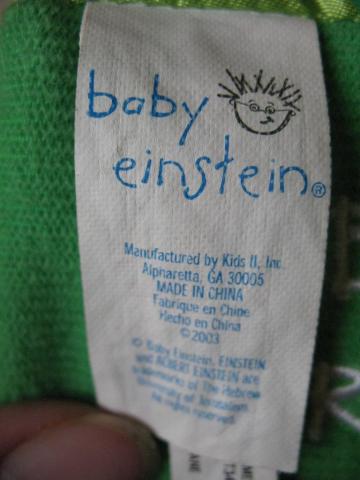 baby
einstein®
Manufactured by Kids II, Inc
Alpharetta, GA 30005
MADE IN CHINA
Fabrique en Chine
Hecho en China
©2003
© Baby Einstein, EINSTEIN
and ALBERT EINSTEIN are
trademarks of The Hebrew
University of Jerusalem.
All rights reserved.